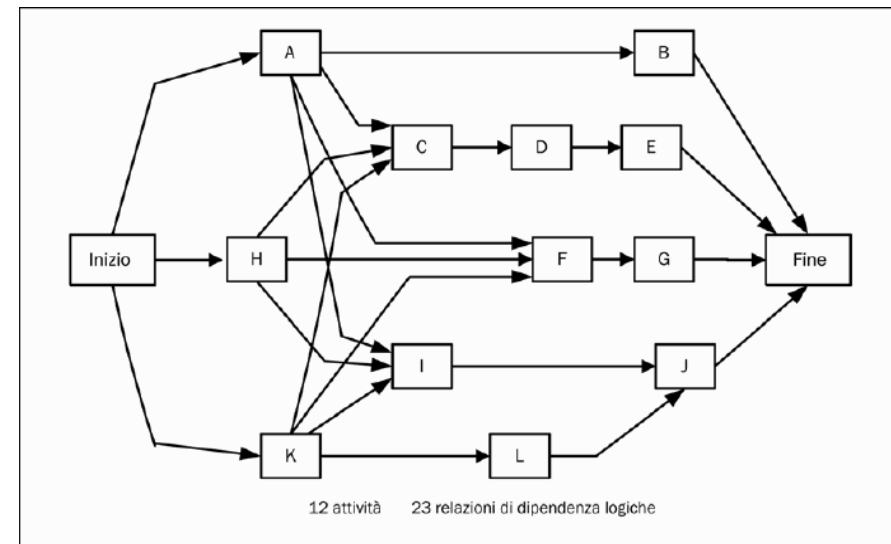 A
B
C
D
E
Inizio
H
F
G
Fine
I
J
K
L
12 attività 23 relazioni di dipendenza logiche